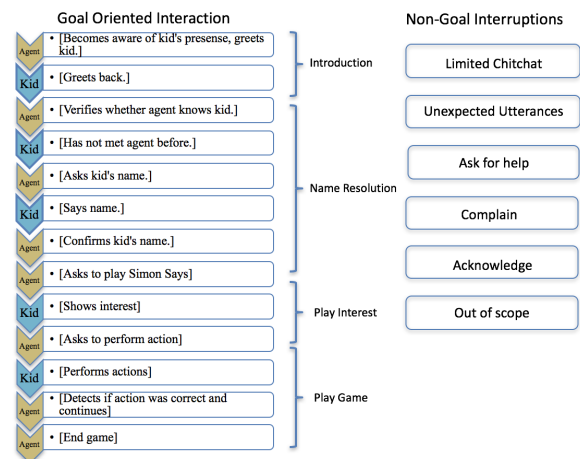 Goal Oriented Interaction
Agent • [Becomes aware of kid's presense, greets
kid.]
Kid • [Greets back.]
Agent • [Verifies whether agent knows kid.]
Kid • [Has not met agent before.]
Agent • [Asks kid's name.]
Kid • [Says name.]
Agent • [Confirms kid's name.]
Agent • [Asks to play Simon Says]
Kid • [Shows interest]
Agent • [Asks to perform action]
Kid • [Performs actions]
Agent • [Detects if action was correct and
continues]
Agent • [End game]
Introduction
Name Resolution
Play Interest
Play Game
Non-Goal Interruptions
Limited Chitchat
Unexpected Utterances
Ask for help
Complain
Acknowledge
Out of scope